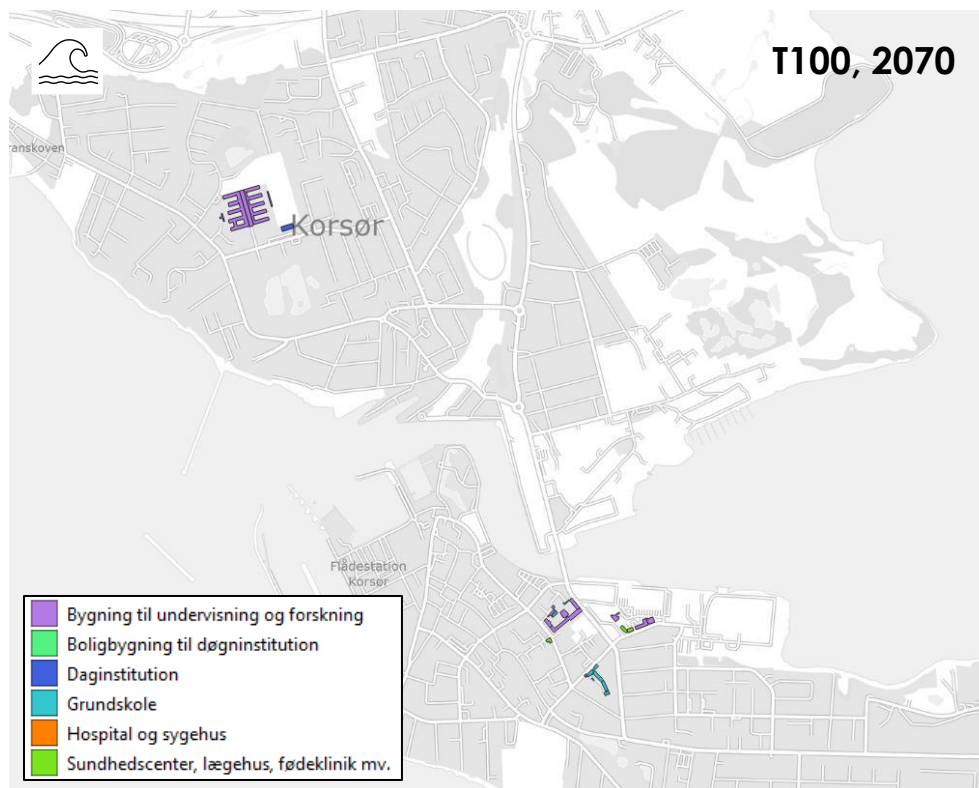 T100, 2070
ranskoven
Korsør
Flådestation
Korsør
Bygning til undervisning og forskning
Boligbygning til døgninstitution
Daginstitution
Grundskole
Hospital og sygehus
Sundhedscenter, lægehus, fødeklinik mv.